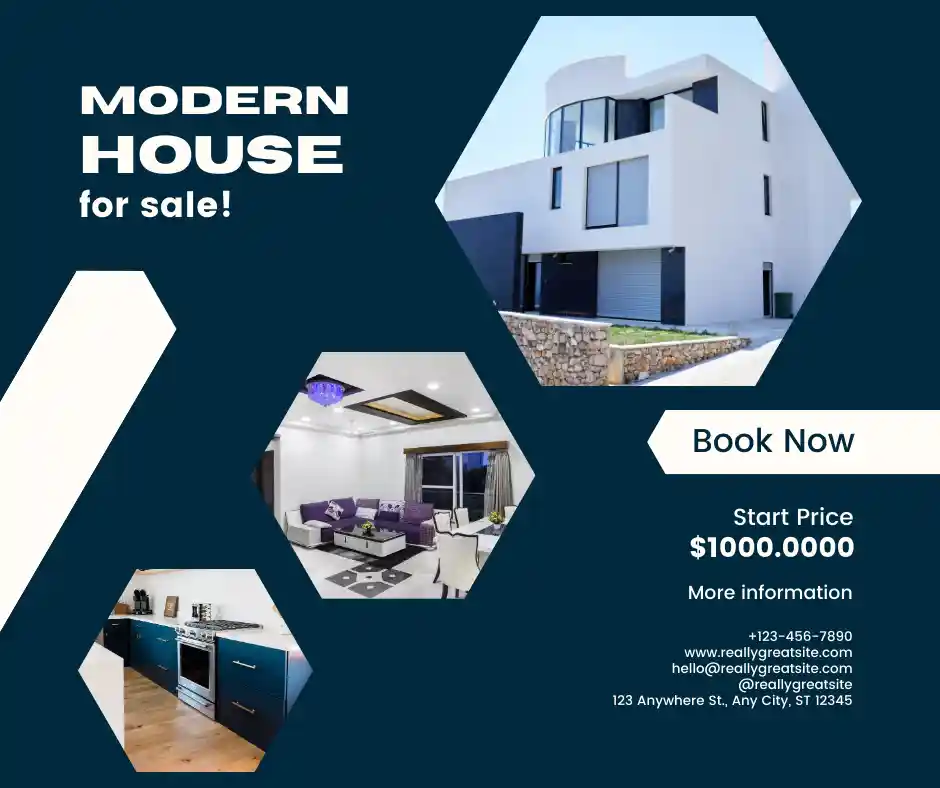 MODERN
HOUSE
for sale!
Book Now
Start Price
$1000.0000
More information
+123-456-7890
www.reallygreatsite.com
hello@reallygreatsite.com
@reallygreatsite
123 Anywhere St., Any City, ST 12345